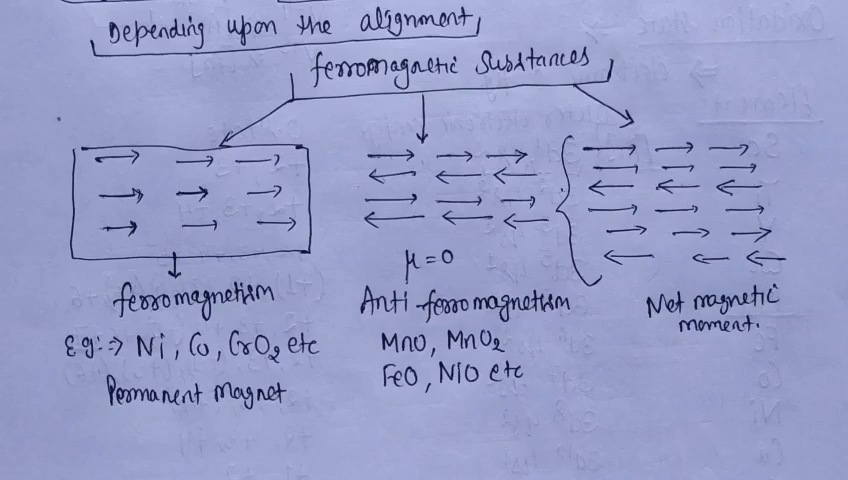 Depending upon the alignment
ferromagnetic substances
μ = 0
ferromagnetism
Anti-ferromagnetism
Net magnetic
moment.
Eg:⇒ Ni, Co, CrO2 etc
MnO, MnO2
Permanent magnet
FeO, NiO etc